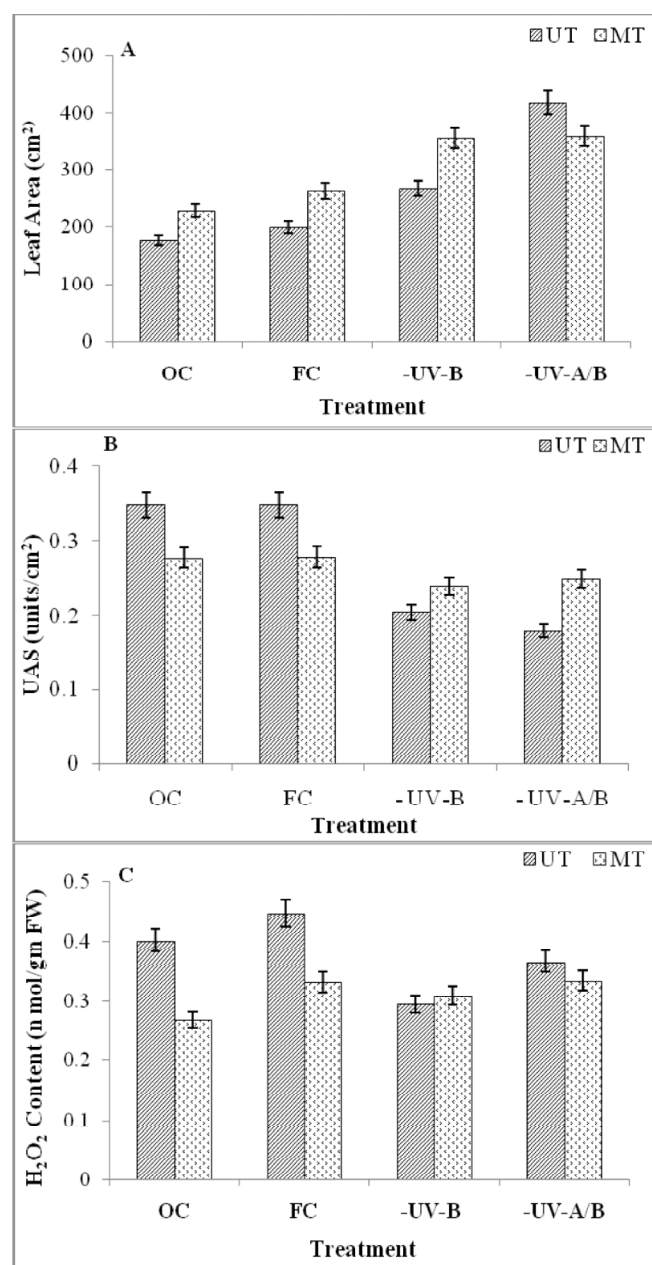 UT MT
A
500
400
300
200
100
0
Leaf Area (cm²)
OC FC -UV-B -UV-A/B
Treatment
B
UT MT
0.4
0.3
0.2
0.1
0
UAS (units/cm²)
OC FC -UV-B -UV-A/B
Treatment
UT MT
C
0.5
0.4
0.3
0.2
0.1
0
H₂O₂ Content (n mol/gm FW)
OC FC -UV-B -UV-A/B
Treatment